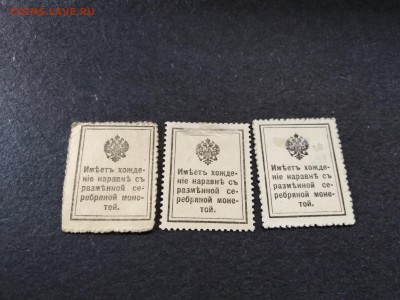 COINS.LAVE.RU
Имѣетъ хожде-
ніе наравнѣ съ
размѣнной се-
ребряной моне-
той.
Имѣетъ хожде-
ніе наравнѣ съ
размѣнной се-
ребряной моне-
той.
Имѣетъ хожде-
ніе наравнѣ съ
размѣнной се-
ребряной моне-
той.